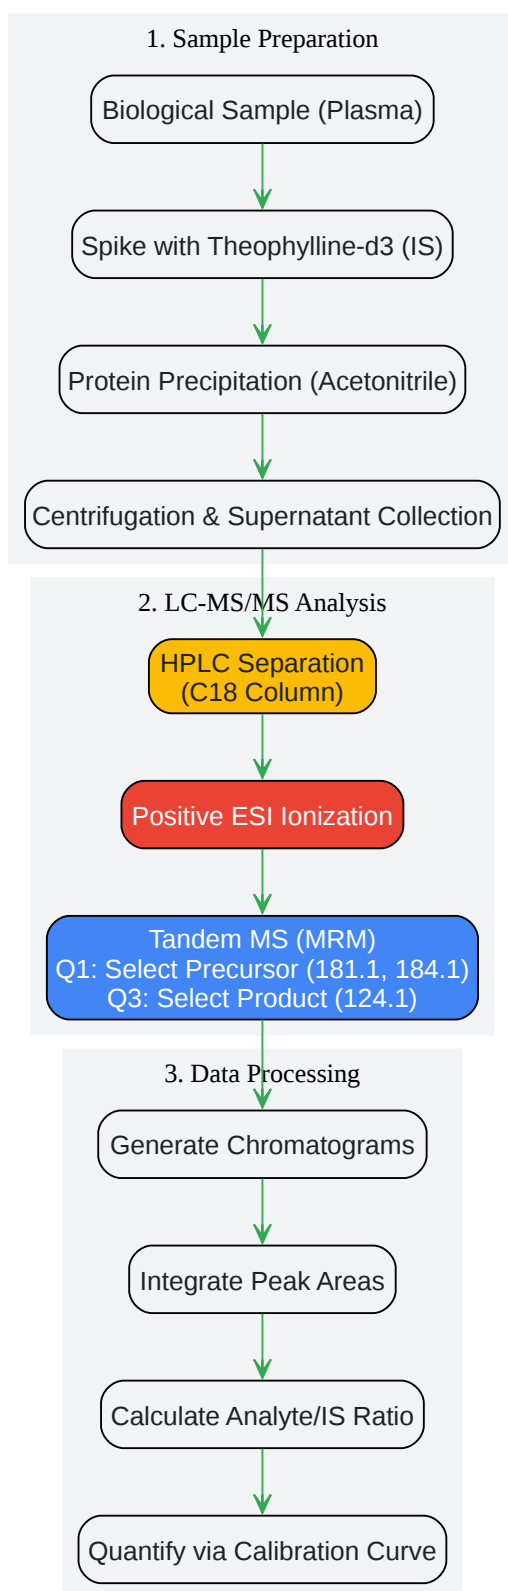 1. Sample Preparation
Biological Sample (Plasma)
Spike with Theophylline-d3 (IS)
Protein Precipitation (Acetonitrile)
Centrifugation & Supernatant Collection
2. LC-MS/MS Analysis
HPLC Separation
(C18 Column)
Positive ESI Ionization
Tandem MS (MRM)
Q1: Select Precursor (181.1, 184.1)
Q3: Select Product (124.1)
3. Data Processing
Generate Chromatograms
Integrate Peak Areas
Calculate Analyte/IS Ratio
Quantify via Calibration Curve